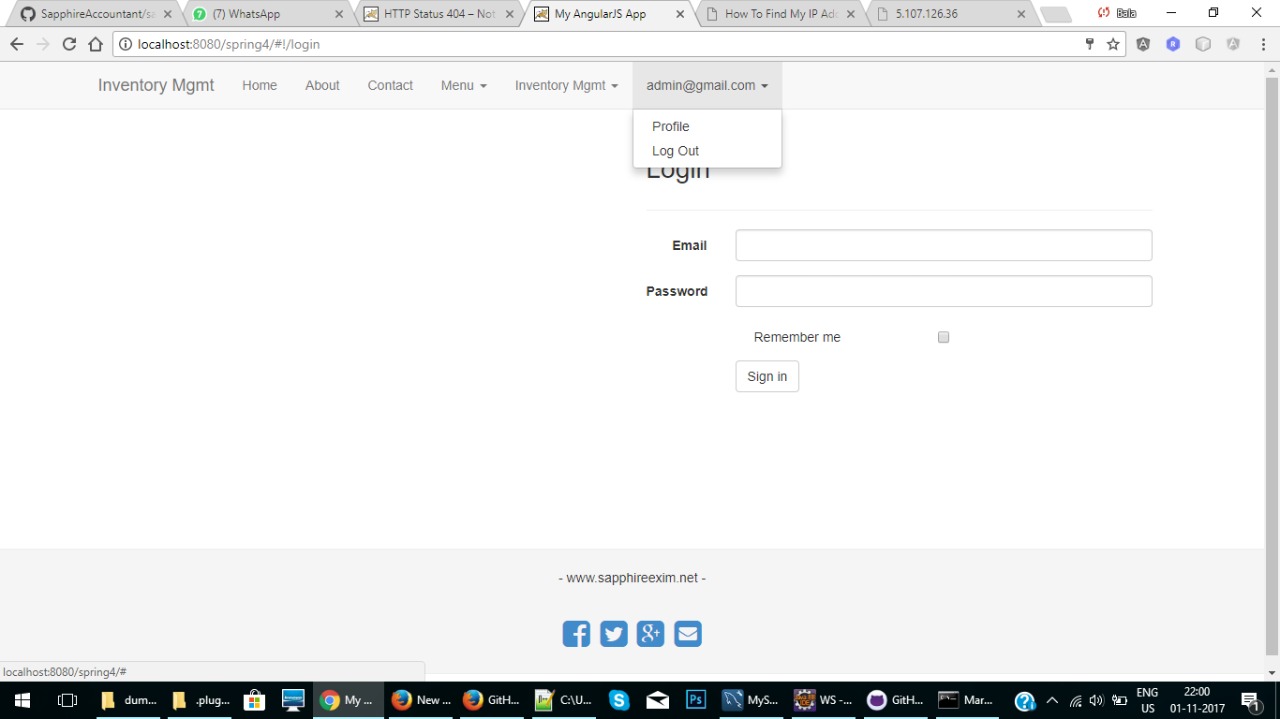 SapphireAccountant/sa
(7) WhatsApp
HTTP Status 404 – Not
My AngularJS App
How To Find My IP Add
5.107.126.36
Bala
localhost:8080/spring4/#!/login
Inventory Mgmt
Home
About
Contact
Menu
Inventory Mgmt
admin@gmail.com
Profile
Log Out
Login
Email
Password
Remember me
Sign in
- www.sapphireexim.net -
localhost:8080/spring4/#
dum...
.plug...
My ...
New ...
GitH...
C:\U...
MyS...
WS -...
GitH...
Mar...
ENG
US
22:00
01-11-2017
1